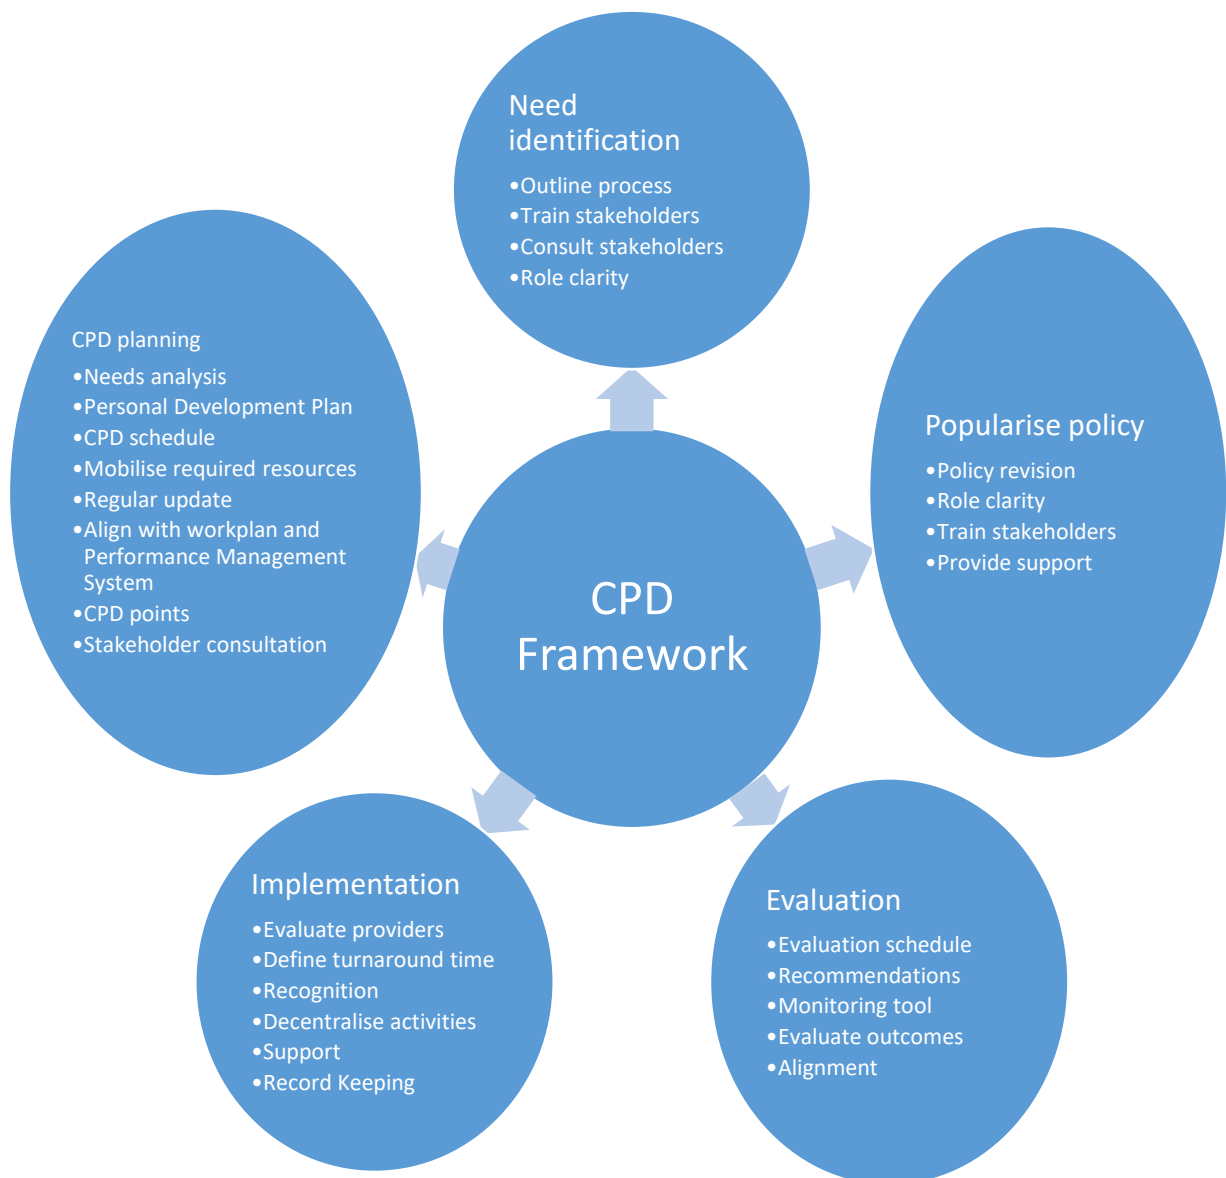 Need
identification
•Outline process
•Train stakeholders
•Consult stakeholders
•Role clarity
CPD planning
•Needs analysis
•Personal Development Plan
•CPD schedule
•Mobilise required resources
•Regular update
•Align with workplan and
Performance Management
System
•CPD points
•Stakeholder consultation
Popularise policy
•Policy revision
•Role clarity
•Train stakeholders
•Provide support
CPD
Framework
Implementation
•Evaluate providers
•Define turnaround time
•Recognition
•Decentralise activities
•Support
•Record Keeping
Evaluation
•Evaluation schedule
•Recommendations
•Monitoring tool
•Evaluate outcomes
•Alignment